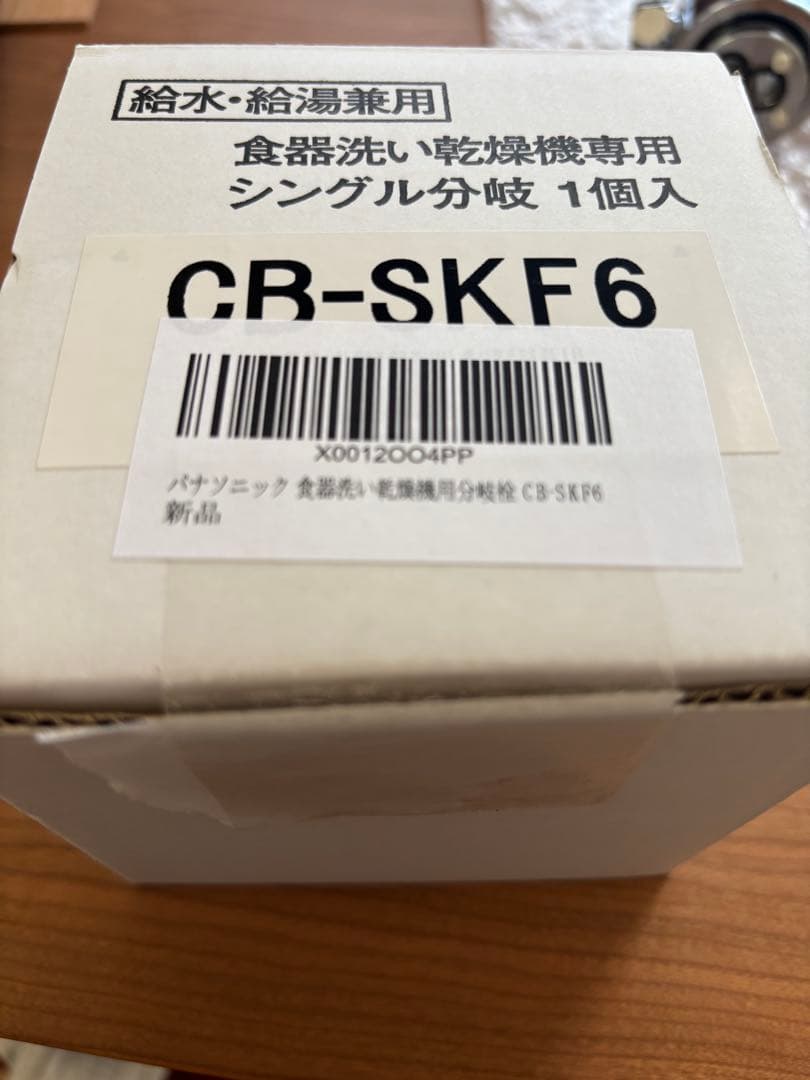 給水・給湯兼用
食器洗い乾燥機専用
シングル分岐 1個入
CB-SKF6
X0012OO4PP
パナソニック 食器洗い乾燥機用分岐栓 CB-SKF6
新品